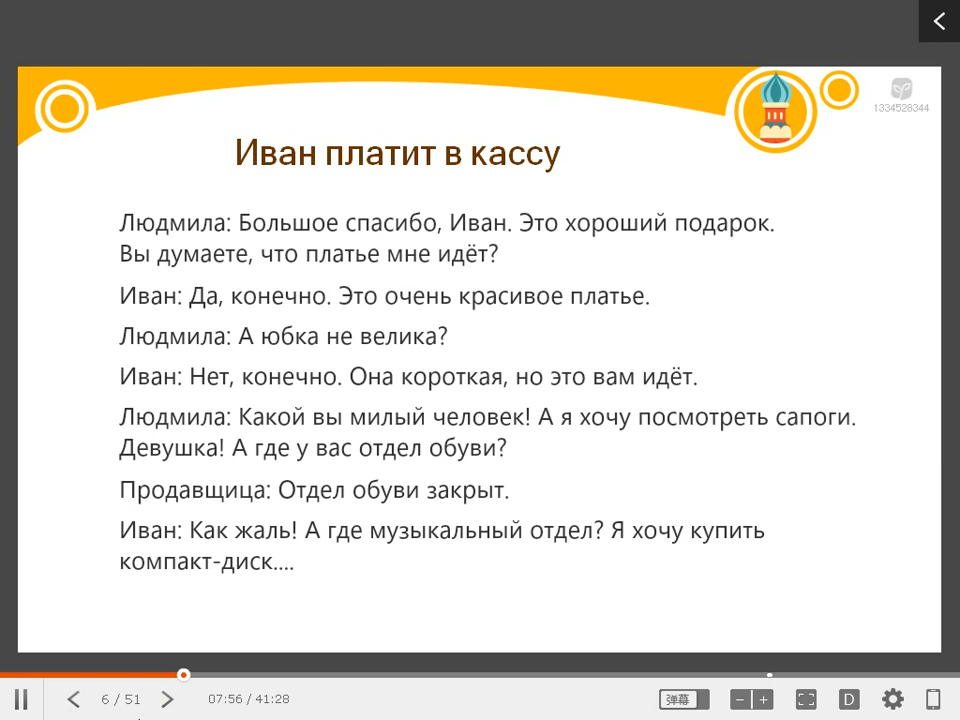 1334528344
Иван платит в кассу
Людмила: Большое спасибо, Иван. Это хороший подарок.
Вы думаете, что платье мне идёт?
Иван: Да, конечно. Это очень красивое платье.
Людмила: А юбка не велика?
Иван: Нет, конечно. Она короткая, но это вам идёт.
Людмила: Какой вы милый человек! А я хочу посмотреть сапоги.
Девушка! А где у вас отдел обуви?
Продавщица: Отдел обуви закрыт.
Иван: Как жаль! А где музыкальный отдел? Я хочу купить
компакт-диск....
6 / 51
07:56 / 41:28
弹幕
D